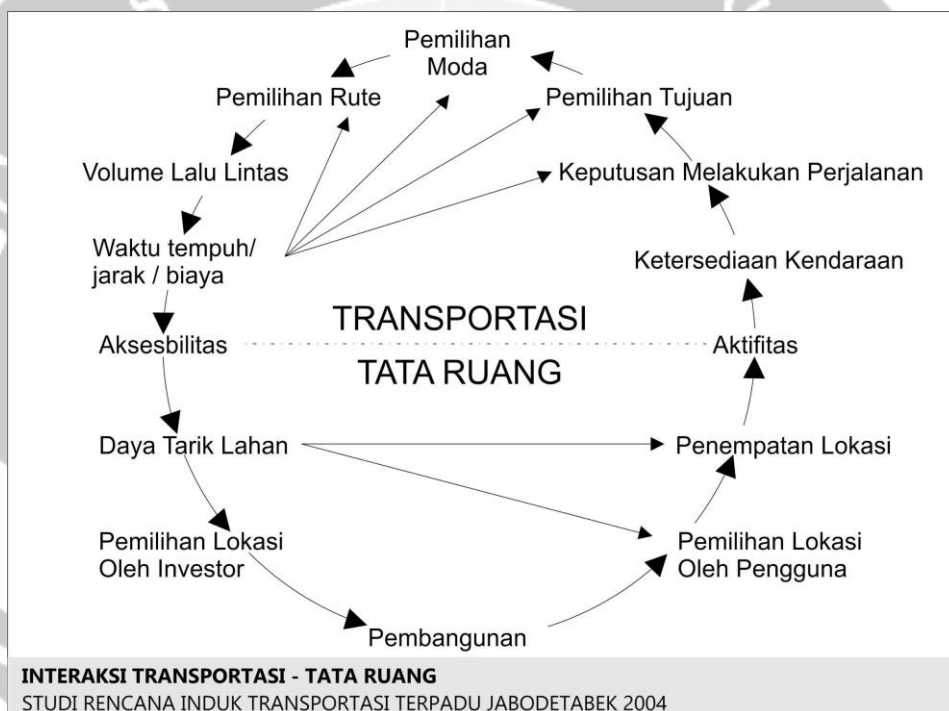 Pemilihan
Moda
Pemilihan Rute
Pemilihan Tujuan
Volume Lalu Lintas
Keputusan Melakukan Perjalanan
Waktu tempuh/
jarak / biaya
Ketersediaan Kendaraan
TRANSPORTASI
Aksesbilitas
Aktifitas
TATA RUANG
Daya Tarik Lahan
Penempatan Lokasi
Pemilihan Lokasi
Oleh Investor
Pemilihan Lokasi
Oleh Pengguna
Pembangunan
INTERAKSI TRANSPORTASI - TATA RUANG
STUDI RENCANA INDUK TRANSPORTASI TERPADU JABODETABEK 2004